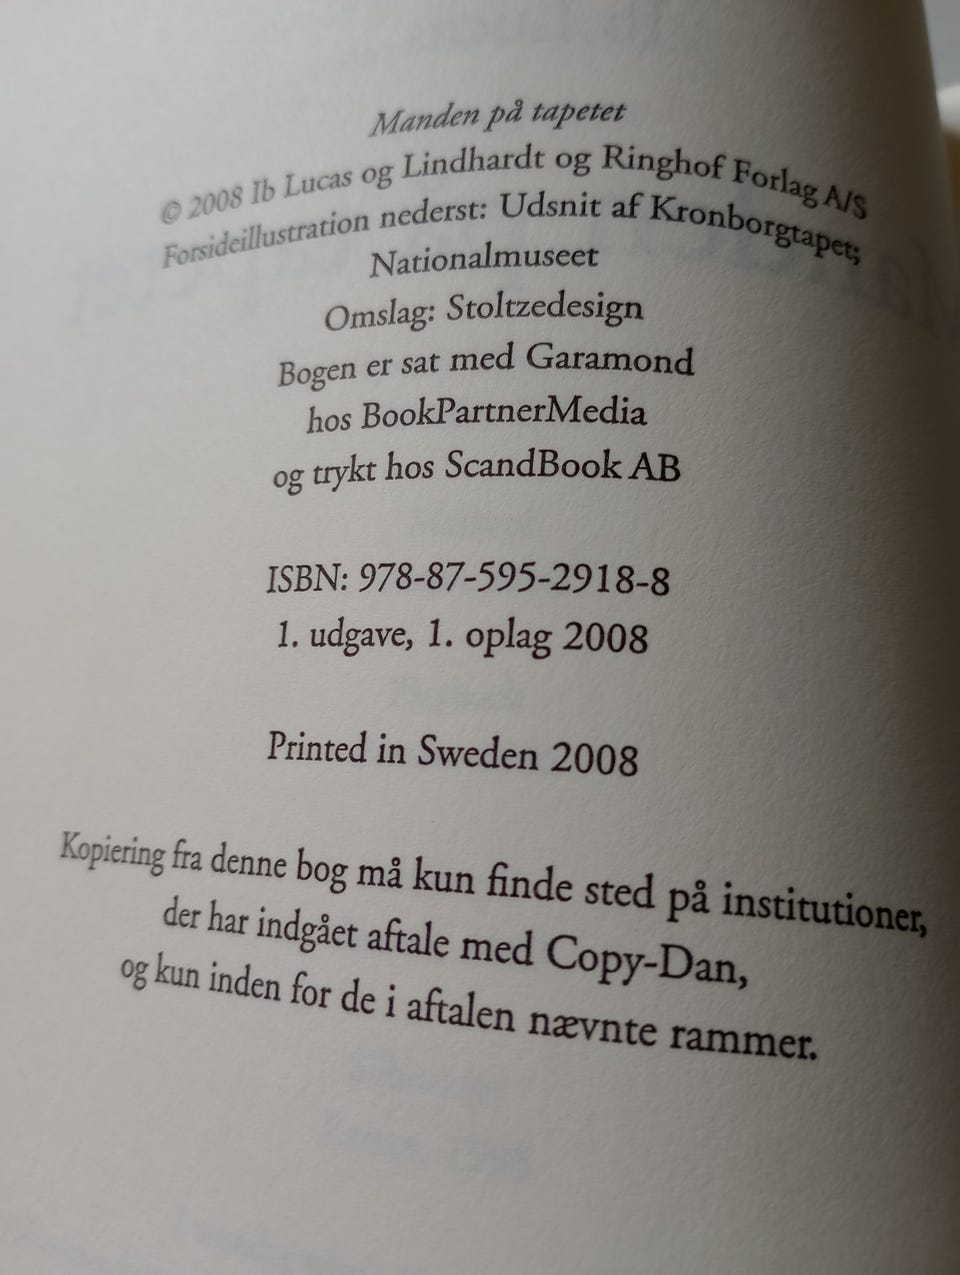 Manden på tapetet
© 2008 Ib Lucas og Lindhardt og Ringhof Forlag A/S
Forsideillustration nederst: Udsnit af Kronborgtapet;
Nationalmuseet
Omslag: Stoltzedesign
Bogen er sat med Garamond
hos BookPartnerMedia
og trykt hos ScandBook AB
ISBN: 978-87-595-2918-8
1. udgave, 1. oplag 2008
Printed in Sweden 2008
Kopiering fra denne bog må kun finde sted på institutioner,
der har indgået aftale med Copy-Dan,
og kun inden for de i aftalen nævnte rammer.